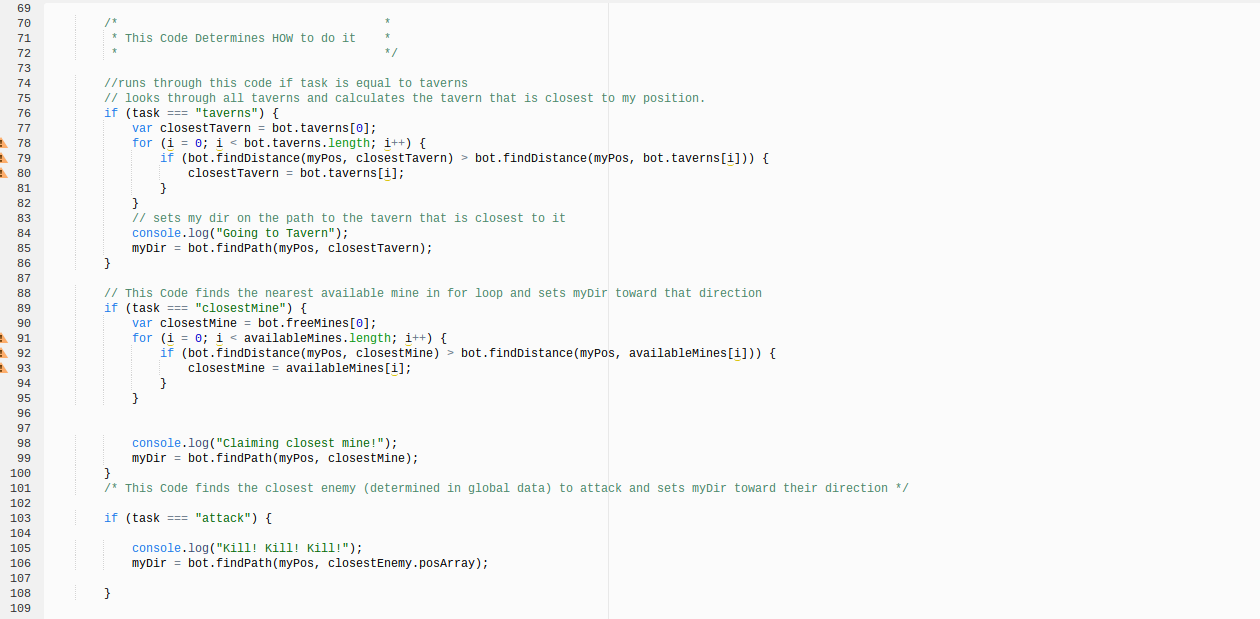 69
70 /* *
71 * This Code Determines HOW to do it *
72 * */
73
74 //runs through this code if task is equal to taverns
75 // looks through all taverns and calculates the tavern that is closest to my position.
76 if (task === "taverns") {
77 var closestTavern = bot.taverns[0];
78 for (i = 0; i < bot.taverns.length; i++) {
79 if (bot.findDistance(myPos, closestTavern) > bot.findDistance(myPos, bot.taverns[i])) {
80 closestTavern = bot.taverns[i];
81 }
82 }
83 // sets my dir on the path to the tavern that is closest to it
84 console.log("Going to Tavern");
85 myDir = bot.findPath(myPos, closestTavern);
86 }
87
88 // This Code finds the nearest available mine in for loop and sets myDir toward that direction
89 if (task === "closestMine") {
90 var closestMine = bot.freeMines[0];
91 for (i = 0; i < availableMines.length; i++) {
92 if (bot.findDistance(myPos, closestMine) > bot.findDistance(myPos, availableMines[i])) {
93 closestMine = availableMines[i];
94 }
95 }
96
97
98 console.log("Claiming closest mine!");
99 myDir = bot.findPath(myPos, closestMine);
100 }
101 /* This Code finds the closest enemy (determined in global data) to attack and sets myDir toward their direction */
102
103 if (task === "attack") {
104
105 console.log("Kill! Kill! Kill!");
106 myDir = bot.findPath(myPos, closestEnemy.posArray);
107
108 }
109